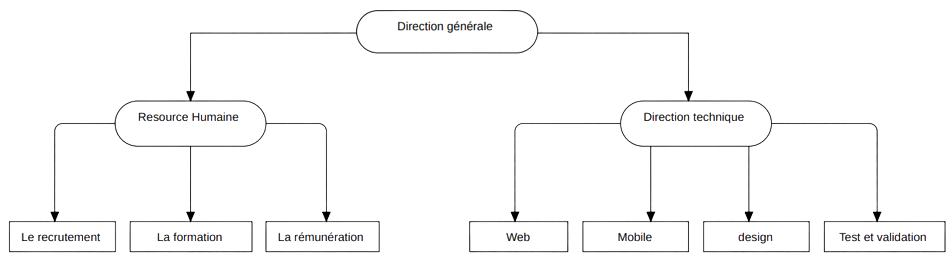 Direction générale
Resource Humaine
Direction technique
Le recrutement
La formation
La rémunération
Web
Mobile
design
Test et validation